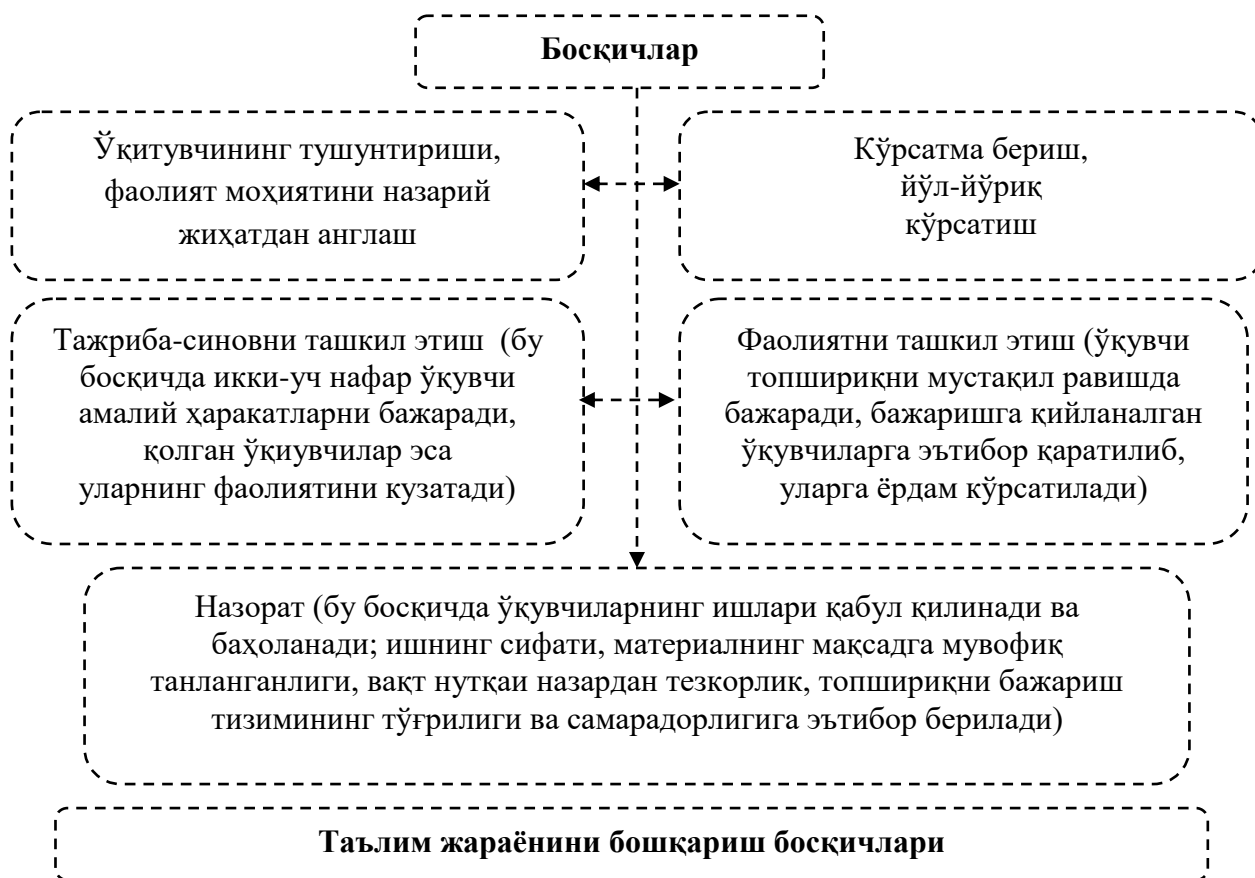 Босқичлар
Ўқитувчининг тушунтириши,
фаолият моҳиятини назарий
жиҳатдан англаш
Кўрсатма бериш,
йўл-йўриқ
кўрсатиш
Тажриба-синовни ташкил этиш (бу
босқичда икки-уч нафар ўқувчи
амалий ҳаракатларни бажаради,
қолган ўқиувчилар эса
уларнинг фаолиятини кузатади)
Фаолиятни ташкил этиш (ўқувчи
топшириқни мустақил равишда
бажаради, бажаришга қийланалган
ўқувчиларга эътибор қаратилиб,
уларга ёрдам кўрсатилади)
Назорат (бу босқичда ўқувчиларнинг ишлари қабул қилинади ва
баҳоланади; ишнинг сифати, материалнинг мақсадга мувофиқ
танланганлиги, вақт нутқаи назардан тезкорлик, топшириқни бажариш
тизимининг тўғрилиги ва самарадорлигига эътибор берилади)
Таълим жараёнини бошқариш босқичлари